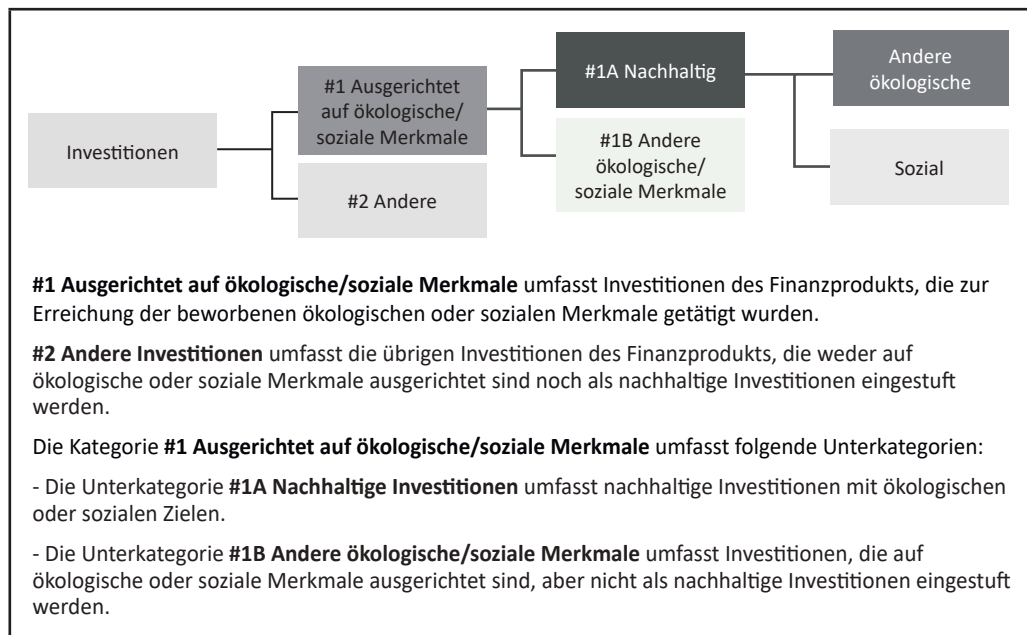 Investitionen
#1 Ausgerichtet
auf ökologische/
soziale Merkmale
#2 Andere
#1A Nachhaltig
#1B Andere
ökologische/
soziale Merkmale
Andere
ökologische
Sozial
#1 Ausgerichtet auf ökologische/soziale Merkmale umfasst Investitionen des Finanzprodukts, die zur
Erreichung der beworbenen ökologischen oder sozialen Merkmale getätigt wurden.
#2 Andere Investitionen umfasst die übrigen Investitionen des Finanzprodukts, die weder auf
ökologische oder soziale Merkmale ausgerichtet sind noch als nachhaltige Investitionen eingestuft
werden.
Die Kategorie #1 Ausgerichtet auf ökologische/soziale Merkmale umfasst folgende Unterkategorien:
- Die Unterkategorie #1A Nachhaltige Investitionen umfasst nachhaltige Investitionen mit ökologischen
oder sozialen Zielen.
- Die Unterkategorie #1B Andere ökologische/soziale Merkmale umfasst Investitionen, die auf
ökologische oder soziale Merkmale ausgerichtet sind, aber nicht als nachhaltige Investitionen eingestuft
werden.